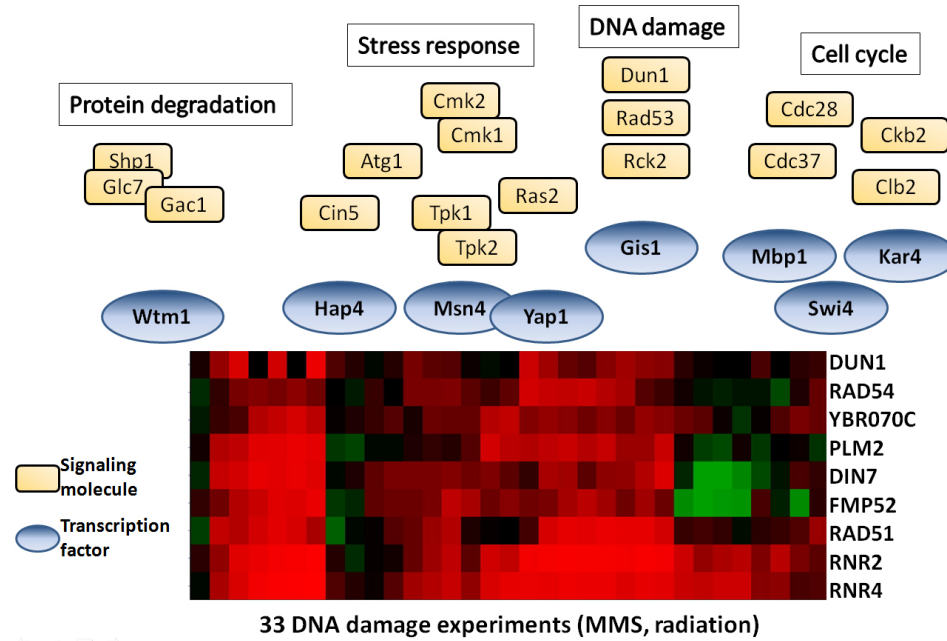 Protein degradation
Stress response
DNA damage
Cell cycle
Shp1
Glc7
Gac1
Cmk2
Cmk1
Atg1
Cin5
Tpk1
Tpk2
Ras2
Dun1
Rad53
Rck2
Cdc28
Ckb2
Cdc37
Clb2
Wtm1
Hap4
Msn4
Yap1
Gis1
Mbp1
Kar4
Swi4
DUN1
RAD54
YBR070C
PLM2
DIN7
FMP52
RAD51
RNR2
RNR4
Signaling
molecule
Transcription
factor
33 DNA damage experiments (MMS, radiation)